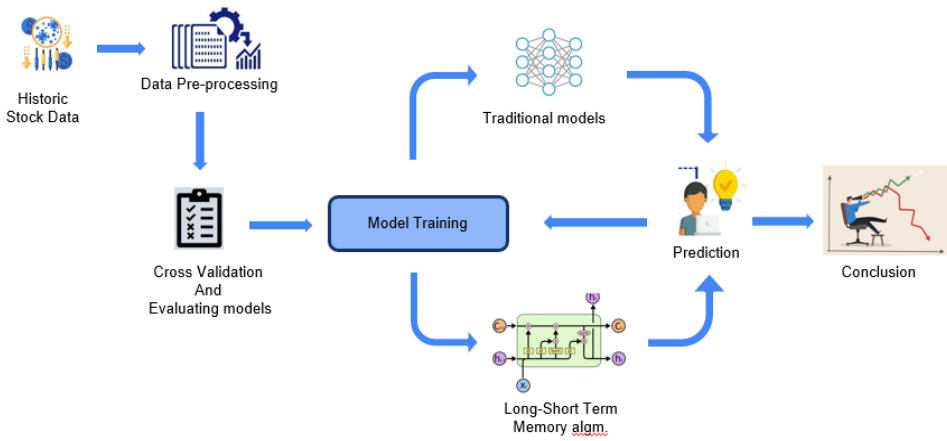 Historic
Stock Data
Data Pre-processing
Traditional models
Cross Validation
And
Evaluating models
Model Training
Prediction
Conclusion
Long-Short Term
Memory algm.